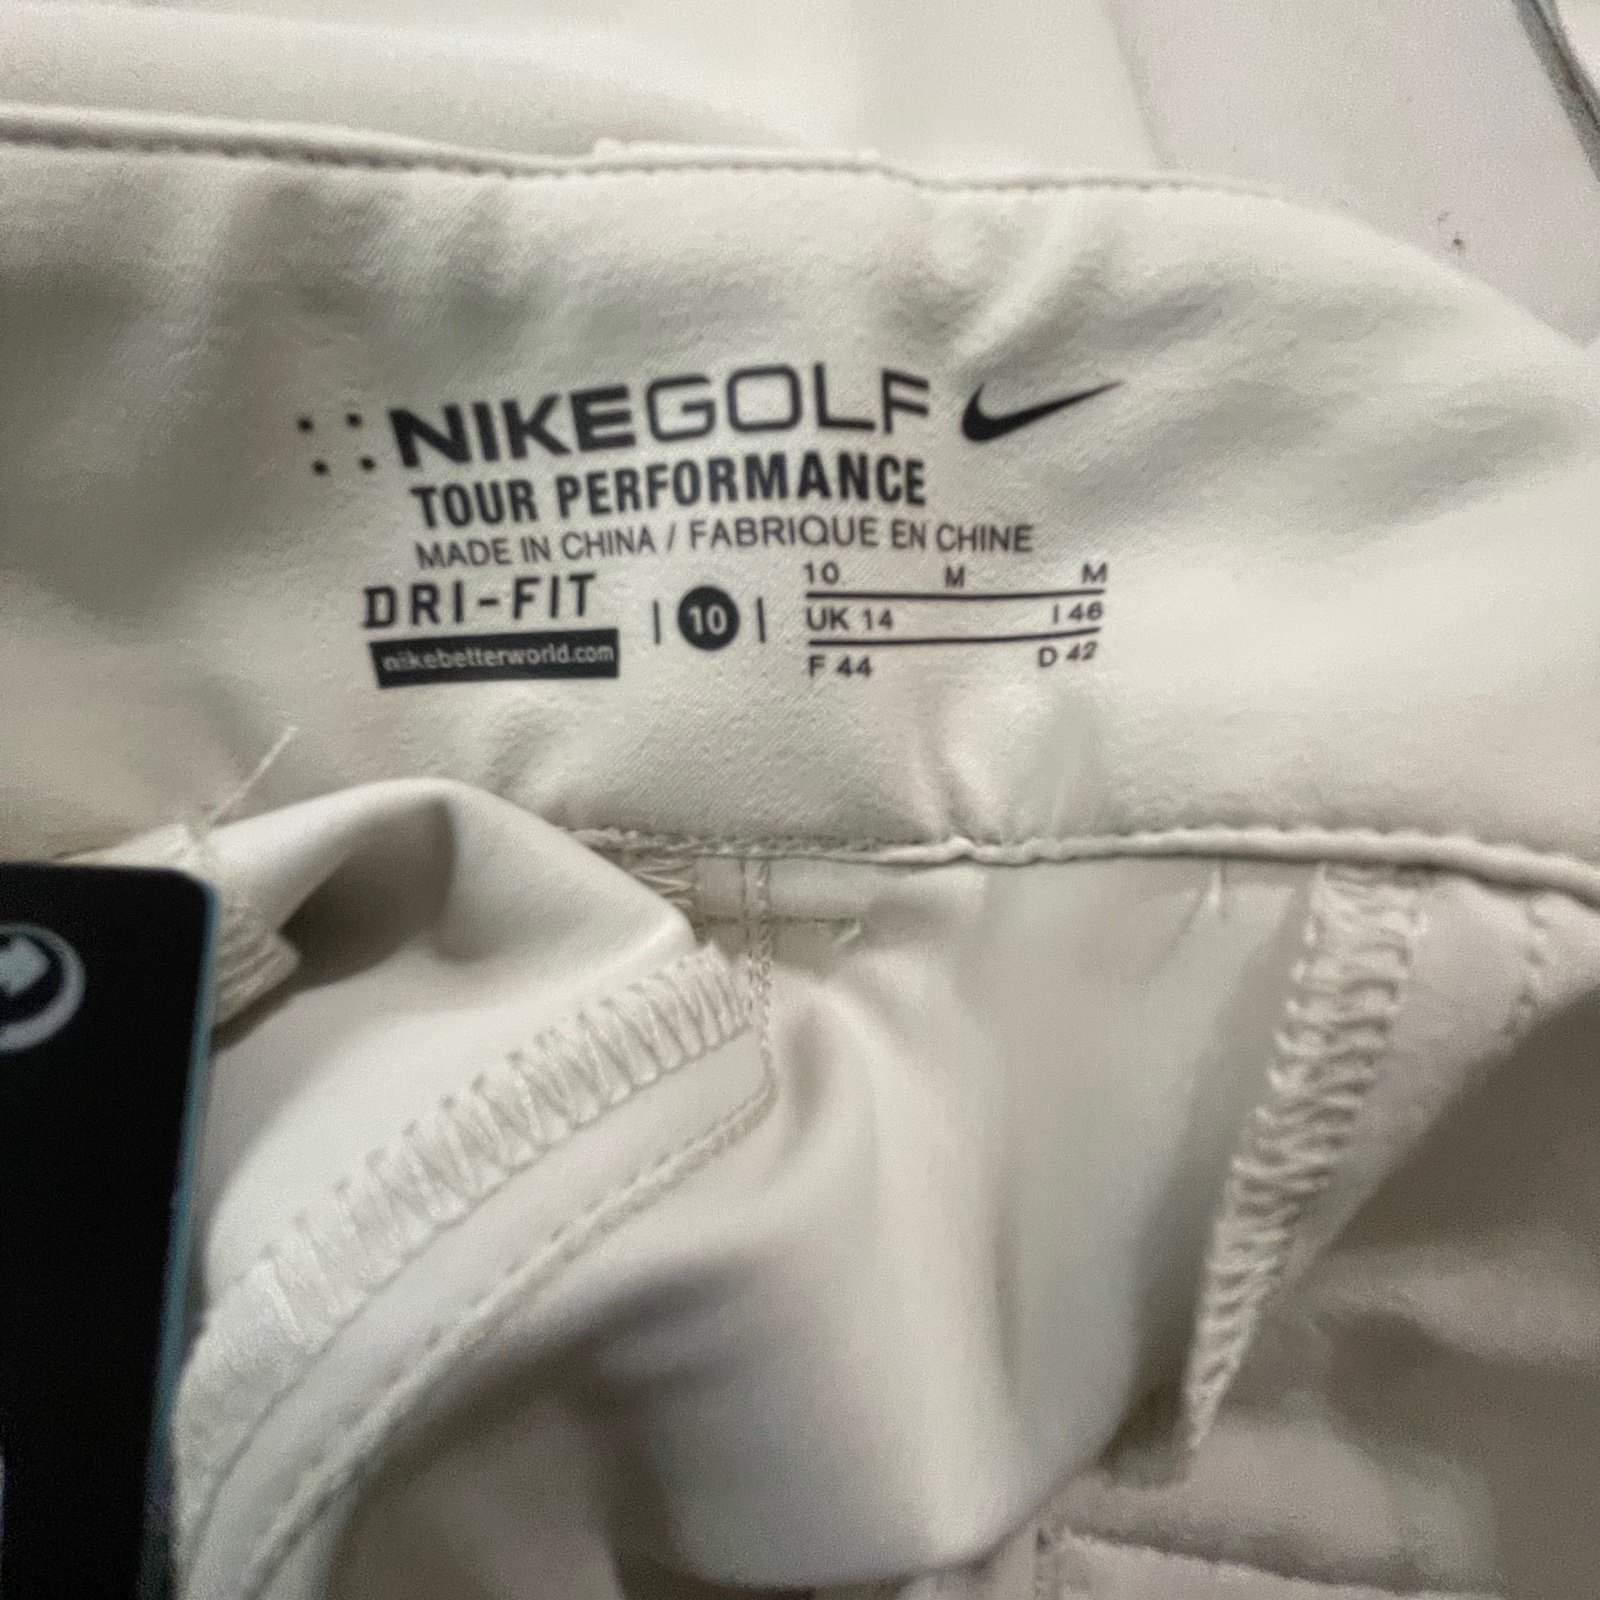 NIKEGOLF
TOUR PERFORMANCE
MADE IN CHINA / FABRIQUE EN CHINE
DRI-FIT
nikebetterworld.com
| 10 |
10 M M
UK 14 I 46
F 44 D 42